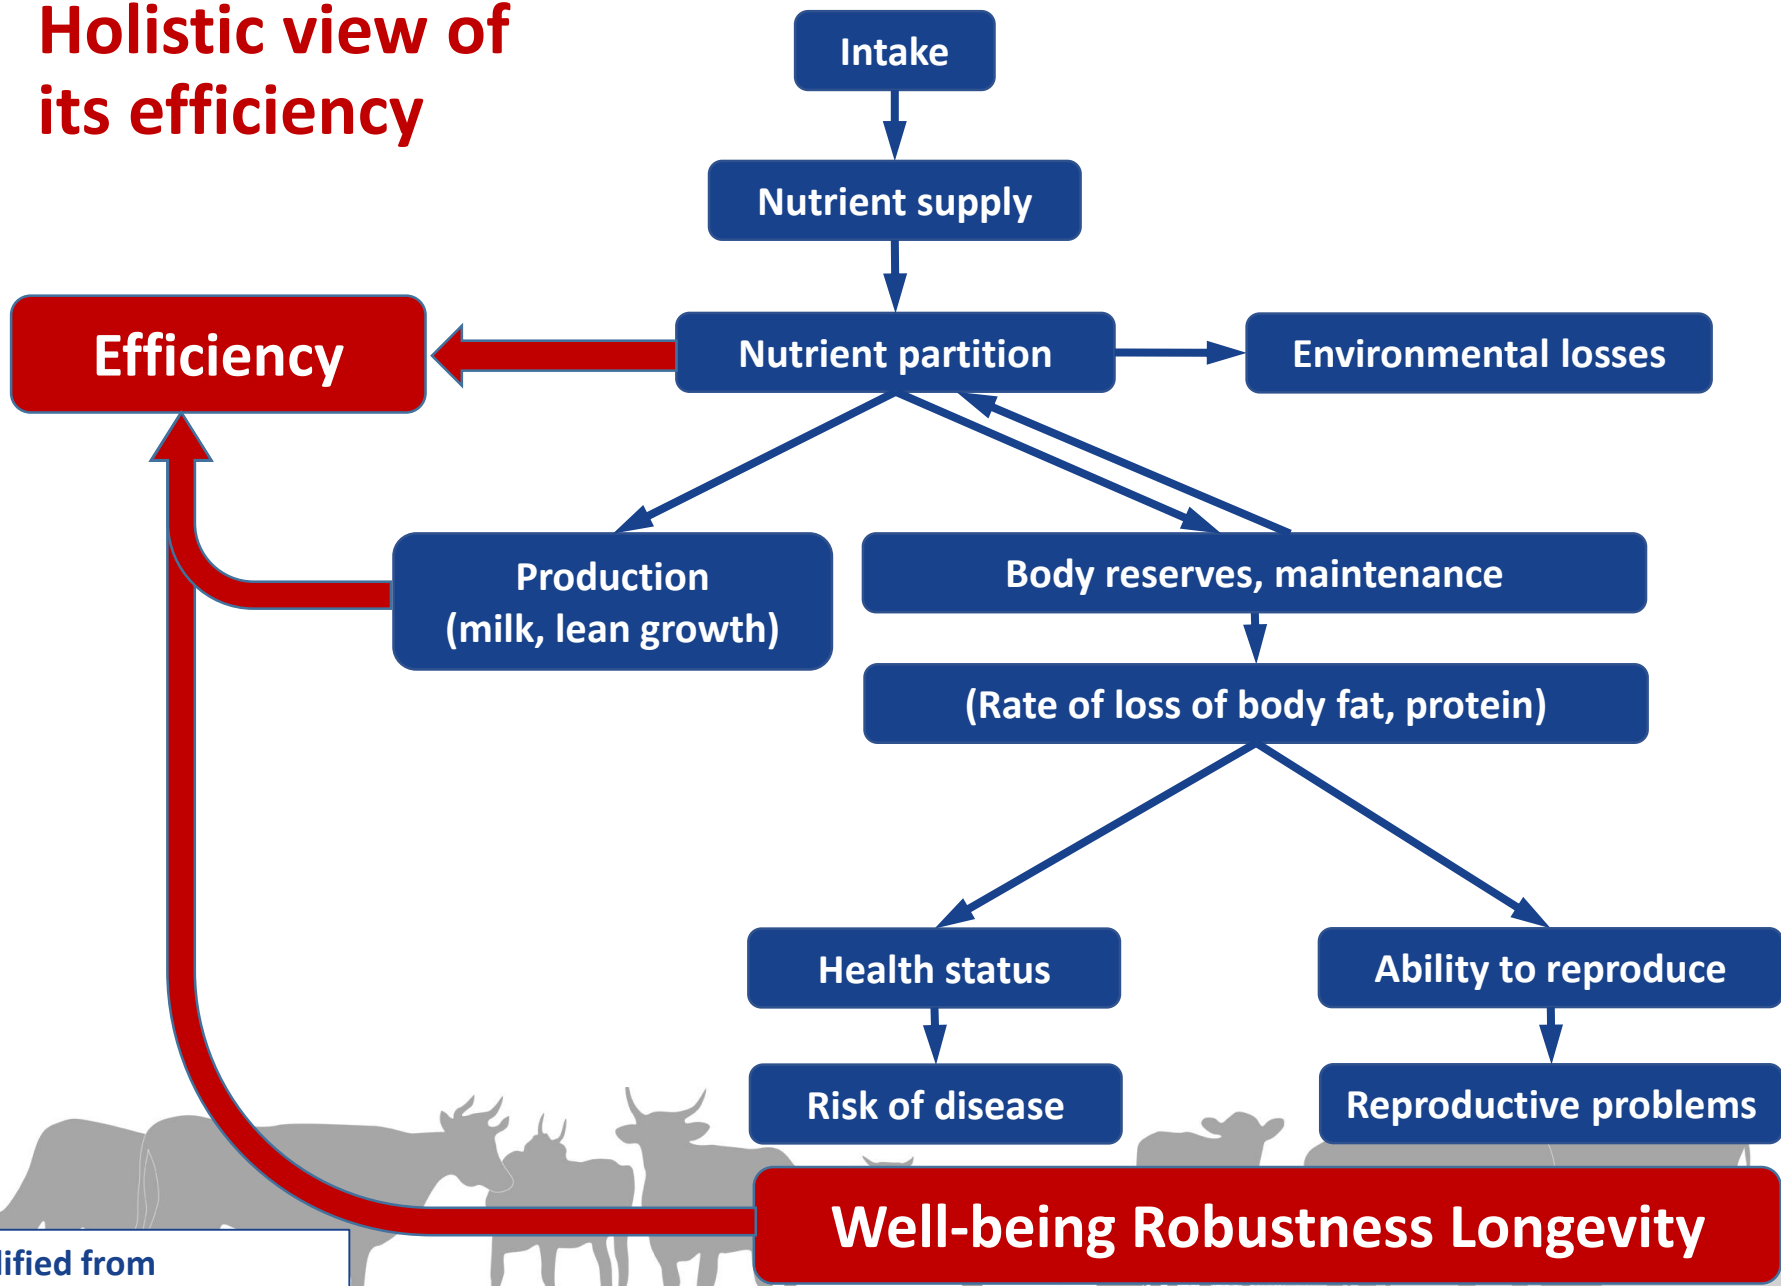 Holistic view of
its efficiency
Intake
Nutrient supply
Efficiency
Nutrient partition
Environmental losses
Production
(milk, lean growth)
Body reserves, maintenance
(Rate of loss of body fat, protein)
Health status
Ability to reproduce
Risk of disease
Reproductive problems
Well-being Robustness Longevity
from